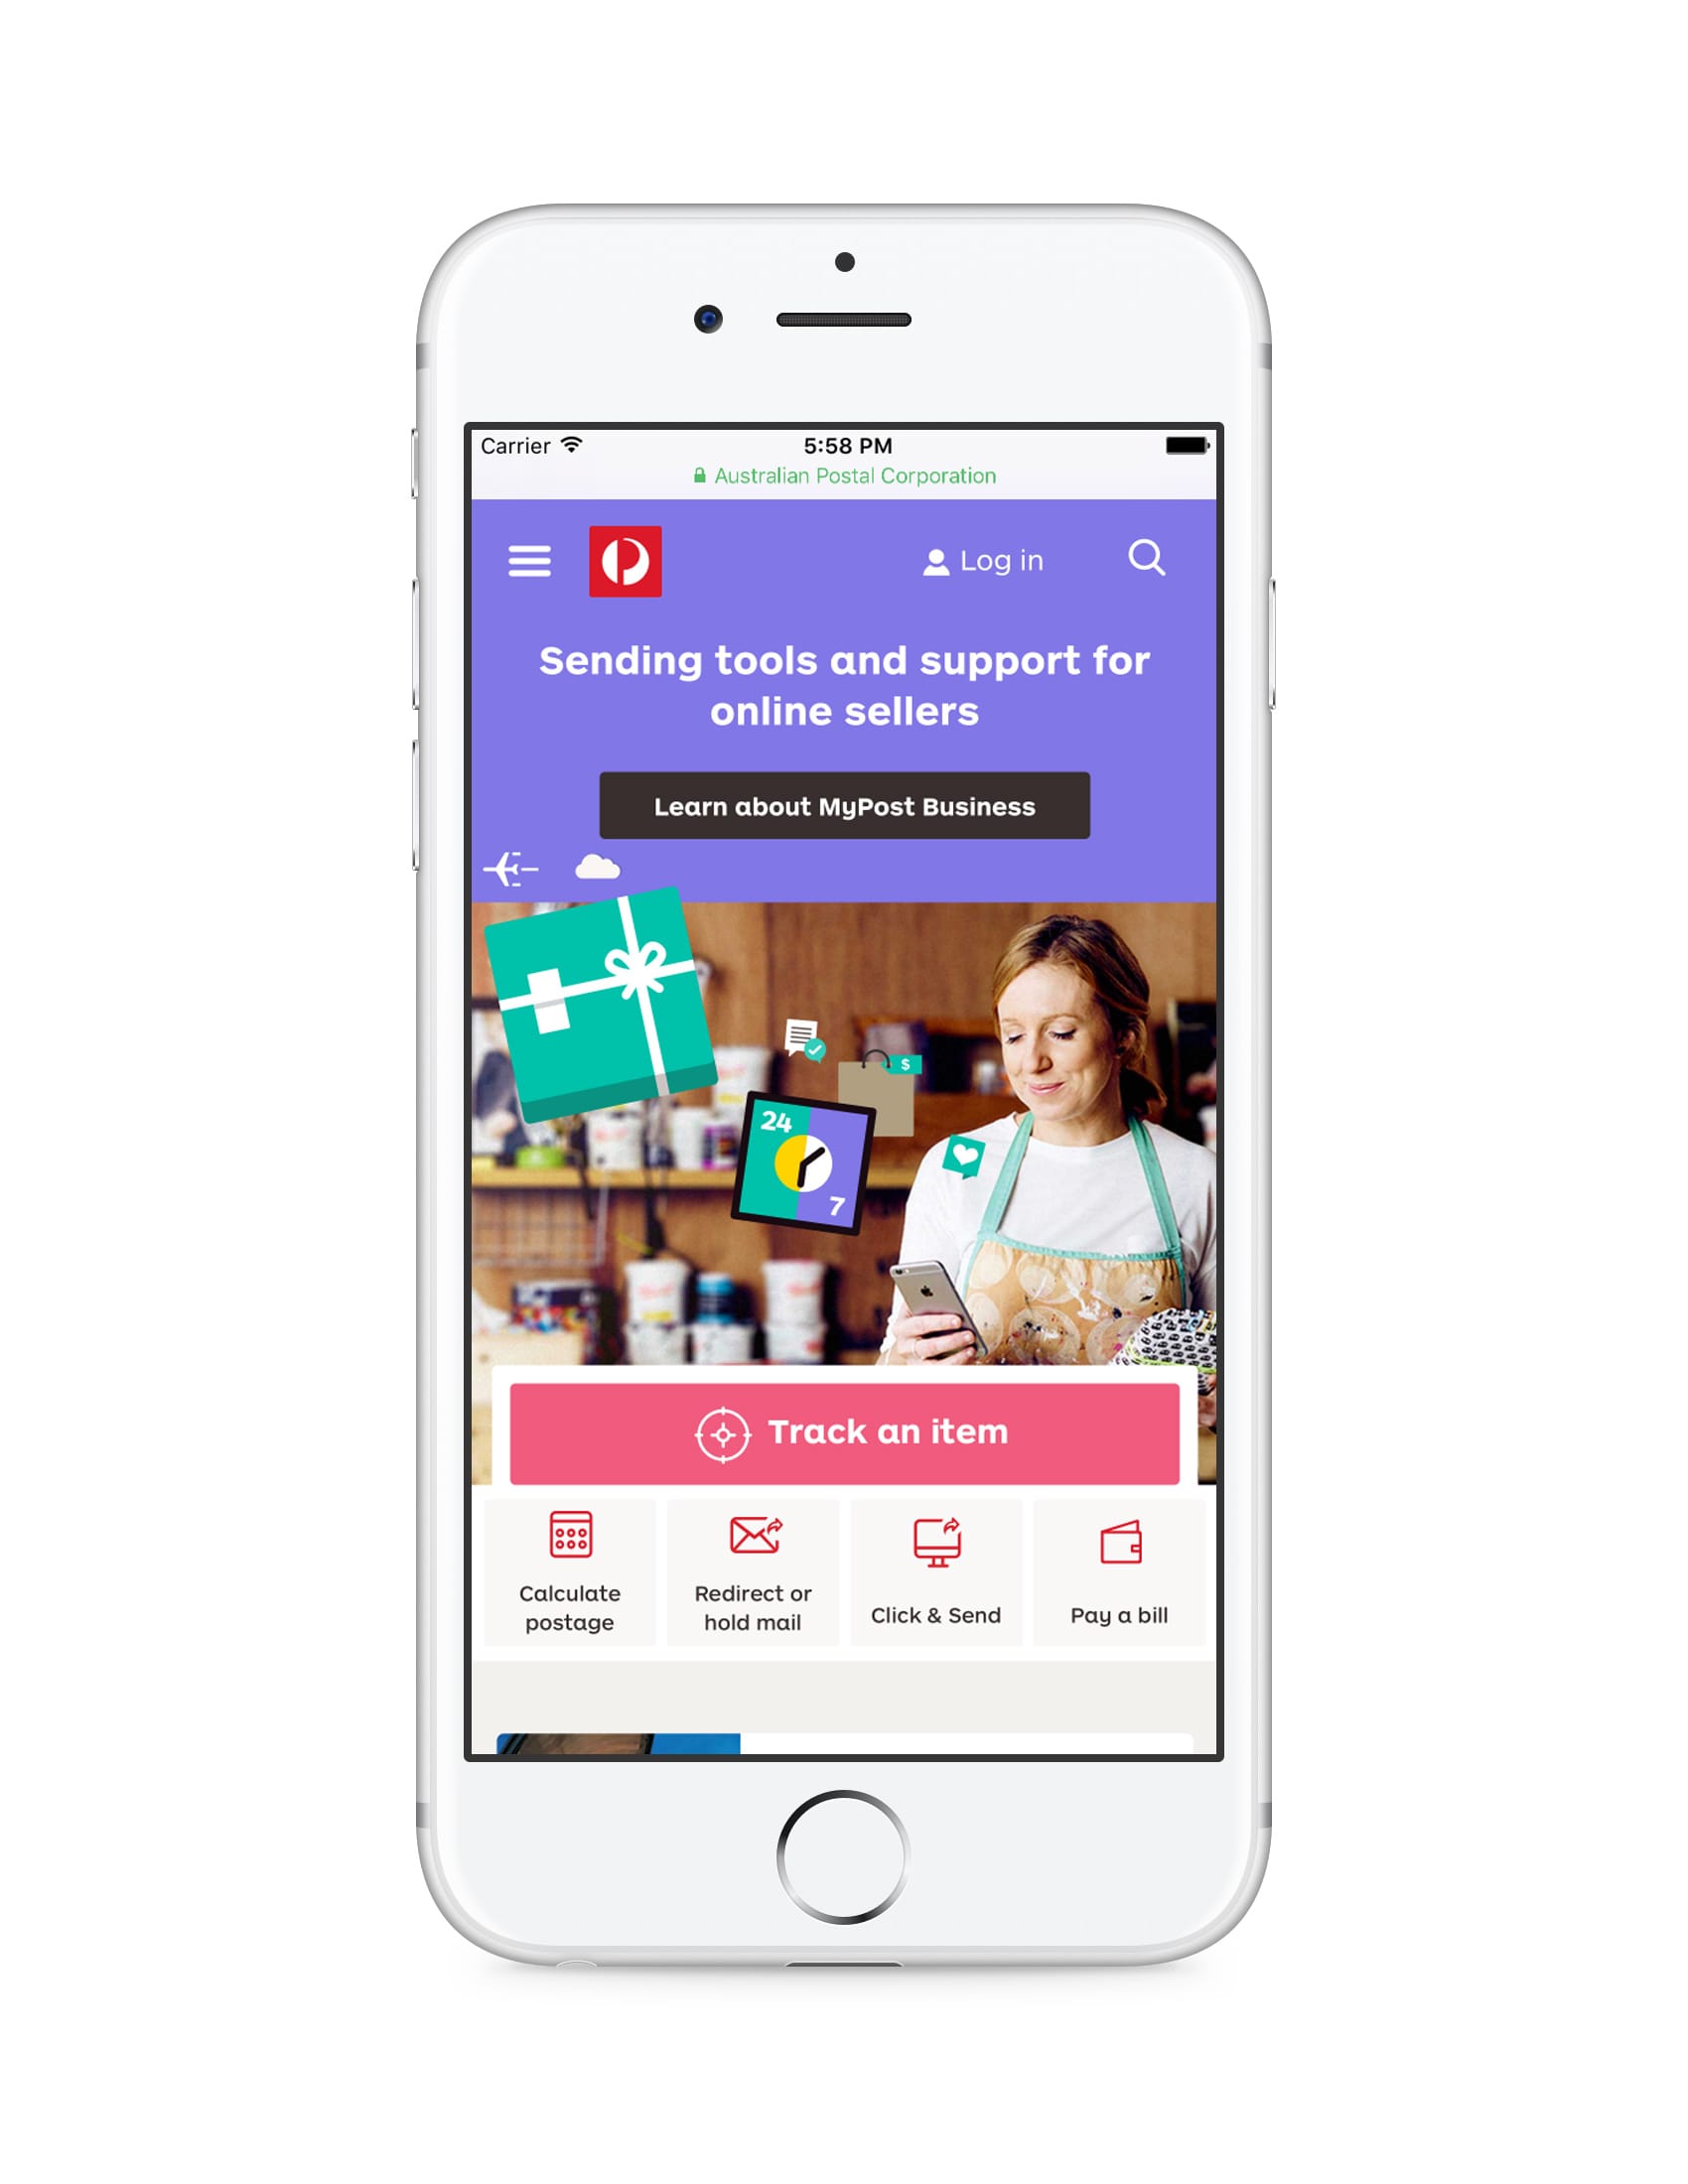 Carrier
5:58 PM
Australian Postal Corporation
Log in
Sending tools and support for
online sellers
Learn about MyPost Business
$
24
7
Track an item
Calculate
postage
Redirect or
hold mail
Click & Send
Pay a bill